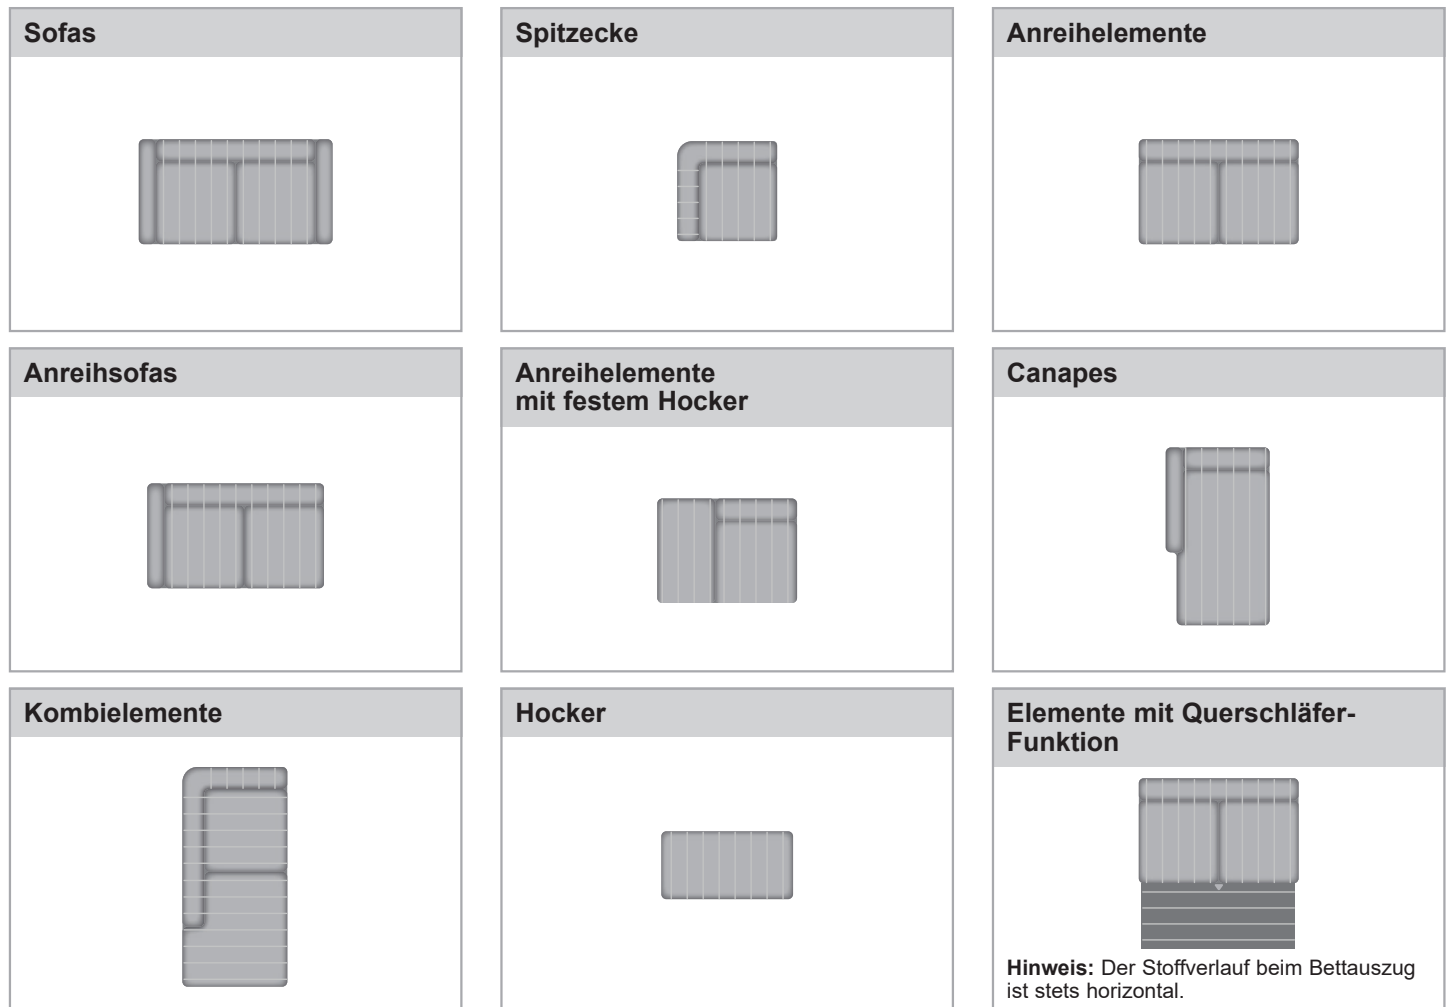 Sofas
Spitzecke
Anreihelemente
Anreihsofas
Anreihelemente
mit festem Hocker
Canapes
Kombielemente
Hocker
Elemente mit Querschläfer-
Funktion
Hinweis: Der Stoffverlauf beim Bettauszug
ist stets horizontal.